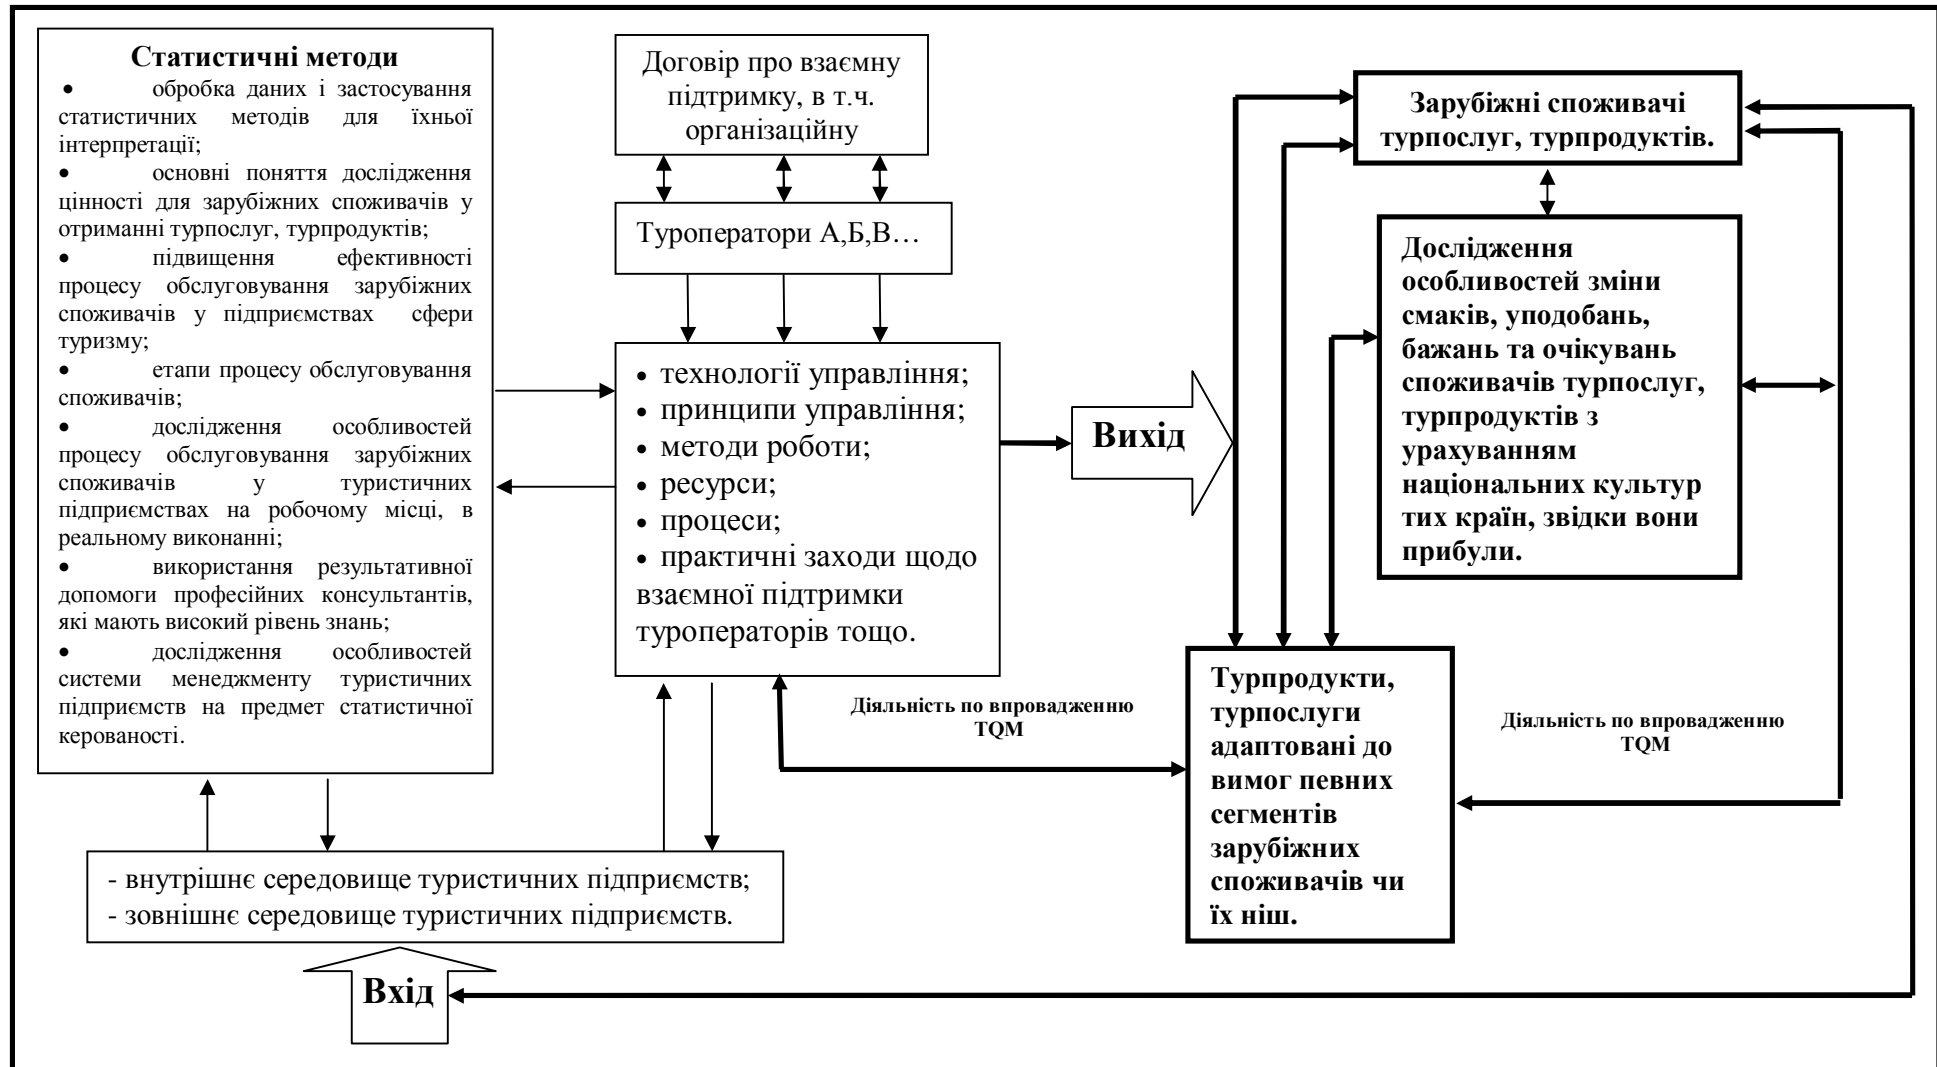 Статистичні методи
• обробка даних і застосування
статистичних методів для їхньої
інтерпретації;
• основні поняття дослідження
цінності для зарубіжних споживачів у
отриманні турпослуг, турпродуктів;
• підвищення ефективності
процесу обслуговування зарубіжних
споживачів у підприємствах сфери
туризму;
• етапи процесу обслуговування
споживачів;
• дослідження особливостей
процесу обслуговування зарубіжних
споживачів у туристичних
підприємствах на робочому місці, в
реальному виконанні;
• використання результативної
допомоги професійних консультантів,
які мають високий рівень знань;
• дослідження особливостей
системи менеджменту туристичних
підприємств на предмет статистичної
керованості.
Договір про взаємну
підтримку, в т.ч.
організаційну
Туроператори А,Б,В…
• технології управління;
• принципи управління;
• методи роботи;
• ресурси;
• процеси;
• практичні заходи щодо
взаємної підтримки
туроператорів тощо.
Вихід
Зарубіжні споживачі
турпослуг, турпродуктів.
Дослідження
особливостей зміни
смаків, уподобань,
бажань та очікувань
споживачів турпослуг,
турпродуктів з
урахуванням
національних культур
тих країн, звідки вони
прибули.
Діяльність по впровадженню
TQM
Турпродукти,
турпослуги
адаптовані до
вимог певних
сегментів
зарубіжних
споживачів чи
їх ніш.
Діяльність по впровадженню
TQM
- внутрішнє середовище туристичних підприємств;
- зовнішнє середовище туристичних підприємств.
Вхід